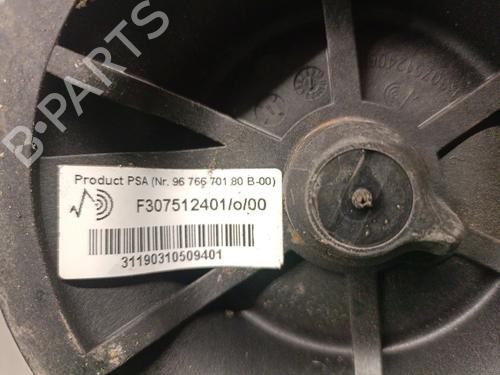 B-PARTS
Product PSA (Nr. 96 766 701 80 B-00)
F307512401/o/00
31190310509401